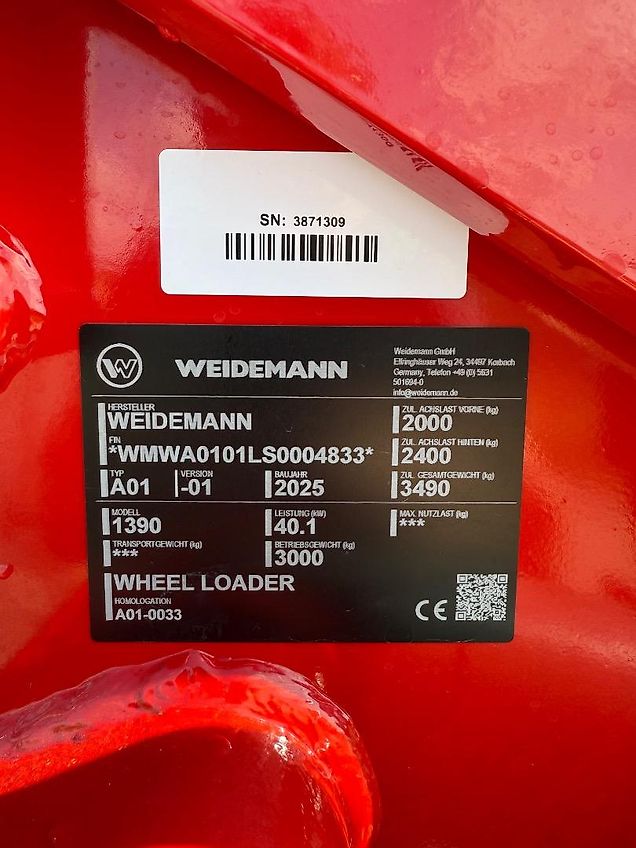 SN: 3871309
W WEIDEMANN
Weidemann GmbH
Elfringhäuser Weg 24, 34497 Korbach
Germany, Telefon +49 (0) 5631
501694-0
info@weidemann.de
HERSTELLER
WEIDEMANN
FIN
*WMWA0101LS0004833*
TYP VERSION BAUJAHR
A01 -01 2025
ZUL. ACHSLAST VORNE (kg)
2000
ZUL. ACHSLAST HINTEN (kg)
2400
ZUL. GESAMTGEWICHT (kg)
3490
MODELL LEISTUNG (kW) MAX. NUTZLAST (kg)
1390 40.1 ***
TRANSPORTGEWICHT (kg) BETRIEBSGEWICHT (kg)
*** 3000
WHEEL LOADER
HOMOLOGATION
A01-0033
CE